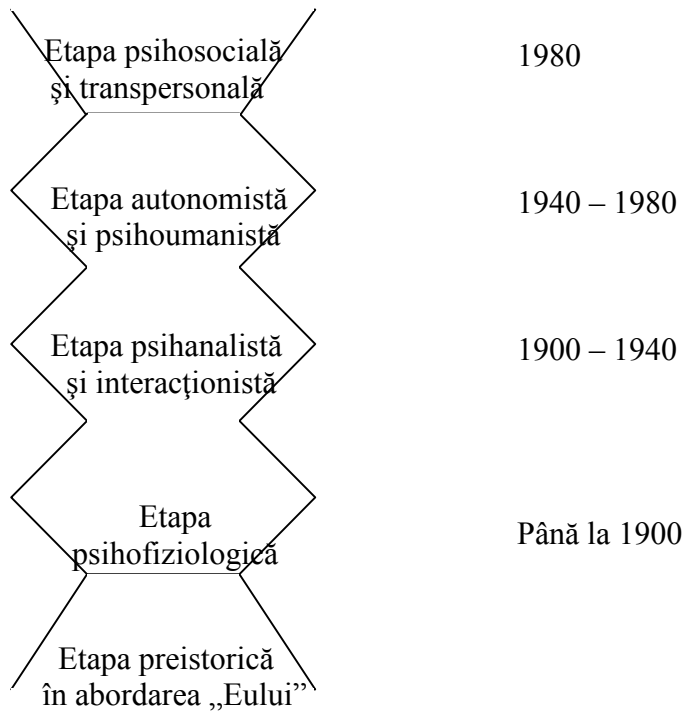 Etapa psihosocială
şi transpersonală
1980
Etapa autonomistă
şi psihoumanistă
1940 – 1980
Etapa psihanalistă
şi interacţionistă
1900 – 1940
Etapa
psihofiziologică
Până la 1900
Etapa preistorică
în abordarea „Eului”